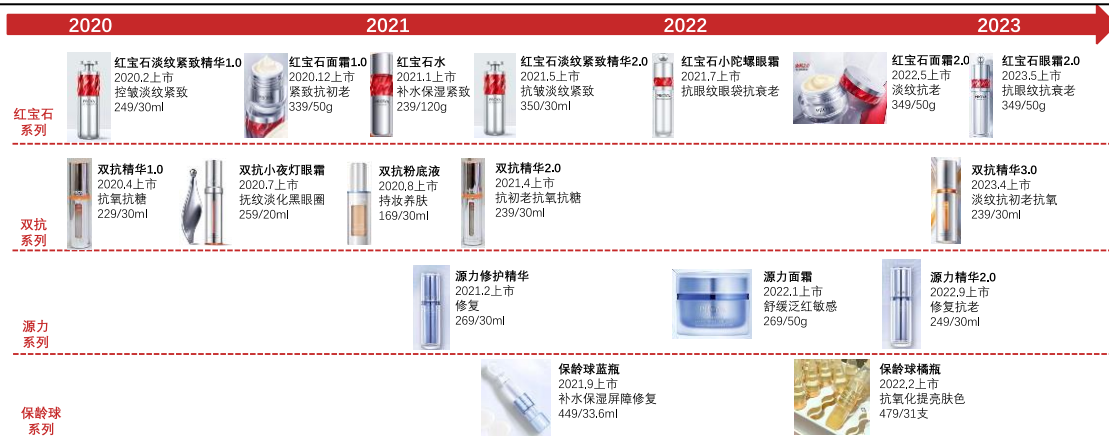 2020
2021
2022
2023
红宝石
系列
红宝石淡纹紧致精华1.0
2020.2上市
控皱淡纹紧致
249/30ml
红宝石面霜1.0
2020.12上市
紧致抗初老
339/50g
红宝石水
2021.1上市
补水保湿紧致
239/120g
红宝石淡纹紧致精华2.0
2021.5上市
抗皱淡纹紧致
350/30ml
红宝石小陀螺眼霜
2021.7上市
抗眼纹眼袋抗衰老
红宝石面霜2.0
2022,5上市
淡纹抗老
349/50g
红宝石眼霜2.0
2023.5上市
抗眼纹抗衰老
349/50g
双抗
系列
双抗精华1.0
2020.4上市
抗氧抗糖
229/30ml
双抗小夜灯眼霜
2020.7上市
抚纹淡化黑眼圈
259/20ml
双抗粉底液
2020,8上市
持妆养肤
169/30ml
双抗精华2.0
2021,4上市
抗初老抗氧抗糖
239/30ml
双抗精华3.0
2023.4上市
淡纹抗初老抗氧
239/30ml
源力
系列
源力修护精华
2021.2上市
修复
269/30ml
源力面霜
2022.1上市
舒缓泛红敏感
269/50g
源力精华2.0
2022,9上市
修复抗老
249/30ml
保龄球
系列
保龄球蓝瓶
2021,9上市
补水保湿屏障修复
449/33.6ml
保龄球橘瓶
2022,2上市
抗氧化提亮肤色
479/31支